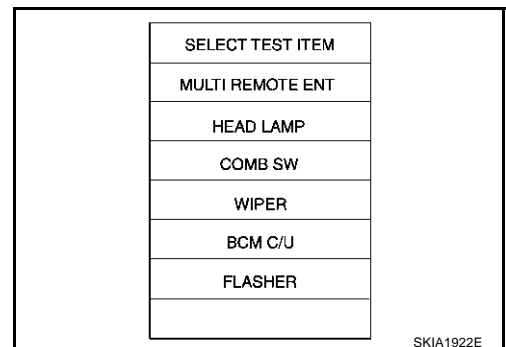 SELECT TEST ITEM
MULTI REMOTE ENT
HEAD LAMP
COMB SW
WIPER
BCM C/U
FLASHER
SKIA1922E